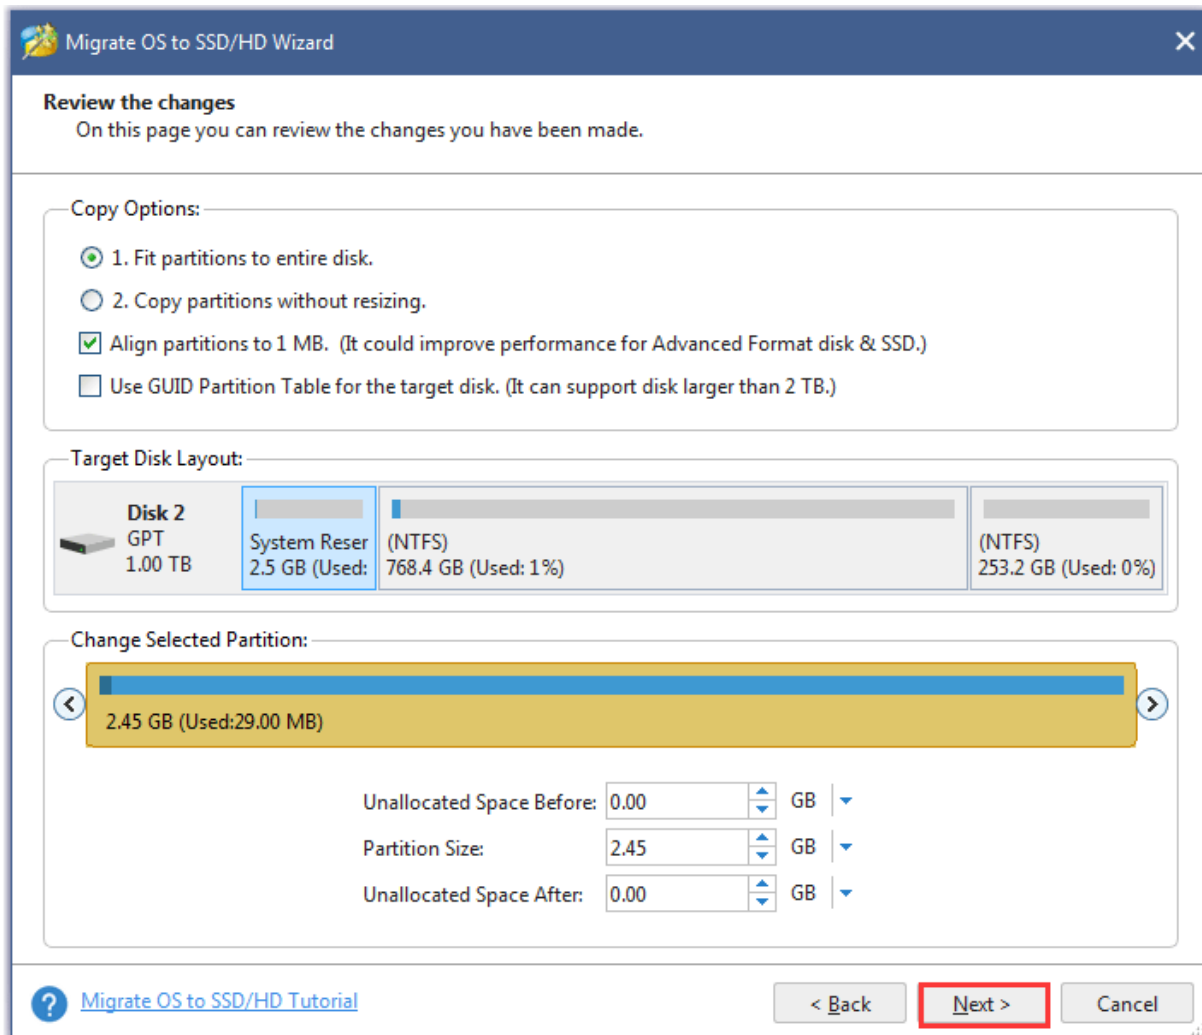 Migrate OS to SSD/HD Wizard
Review the changes
On this page you can review the changes you have been made.
Copy Options:
1. Fit partitions to entire disk.
2. Copy partitions without resizing.
Align partitions to 1 MB. (It could improve performance for Advanced Format disk & SSD.)
Use GUID Partition Table for the target disk. (It can support disk larger than 2 TB.)
Target Disk Layout:
Disk 2
GPT
1.00 TB
System Reser
2.5 GB (Used:
(NTFS)
768.4 GB (Used: 1%)
(NTFS)
253.2 GB (Used: 0%)
Change Selected Partition:
2.45 GB (Used:29.00 MB)
Unallocated Space Before: 0.00 GB
Partition Size: 2.45 GB
Unallocated Space After: 0.00 GB
Migrate OS to SSD/HD Tutorial
< Back
Next >
Cancel